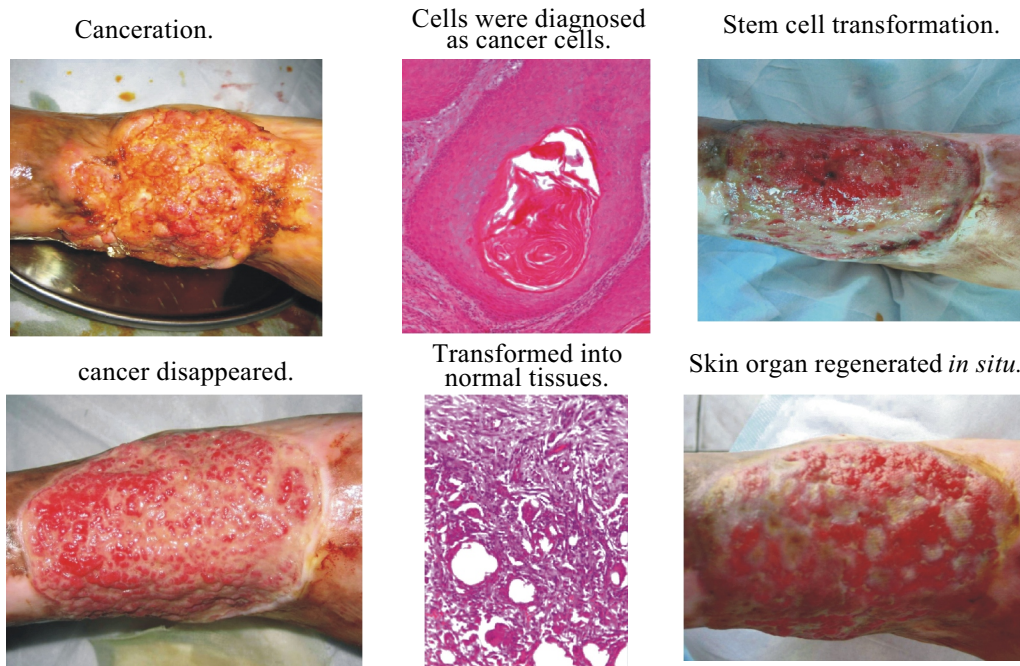 Canceration.
Cells were diagnosed
as cancer cells.
Stem cell transformation.
cancer disappeared.
Transformed into
normal tissues.
Skin organ regenerated in situ.